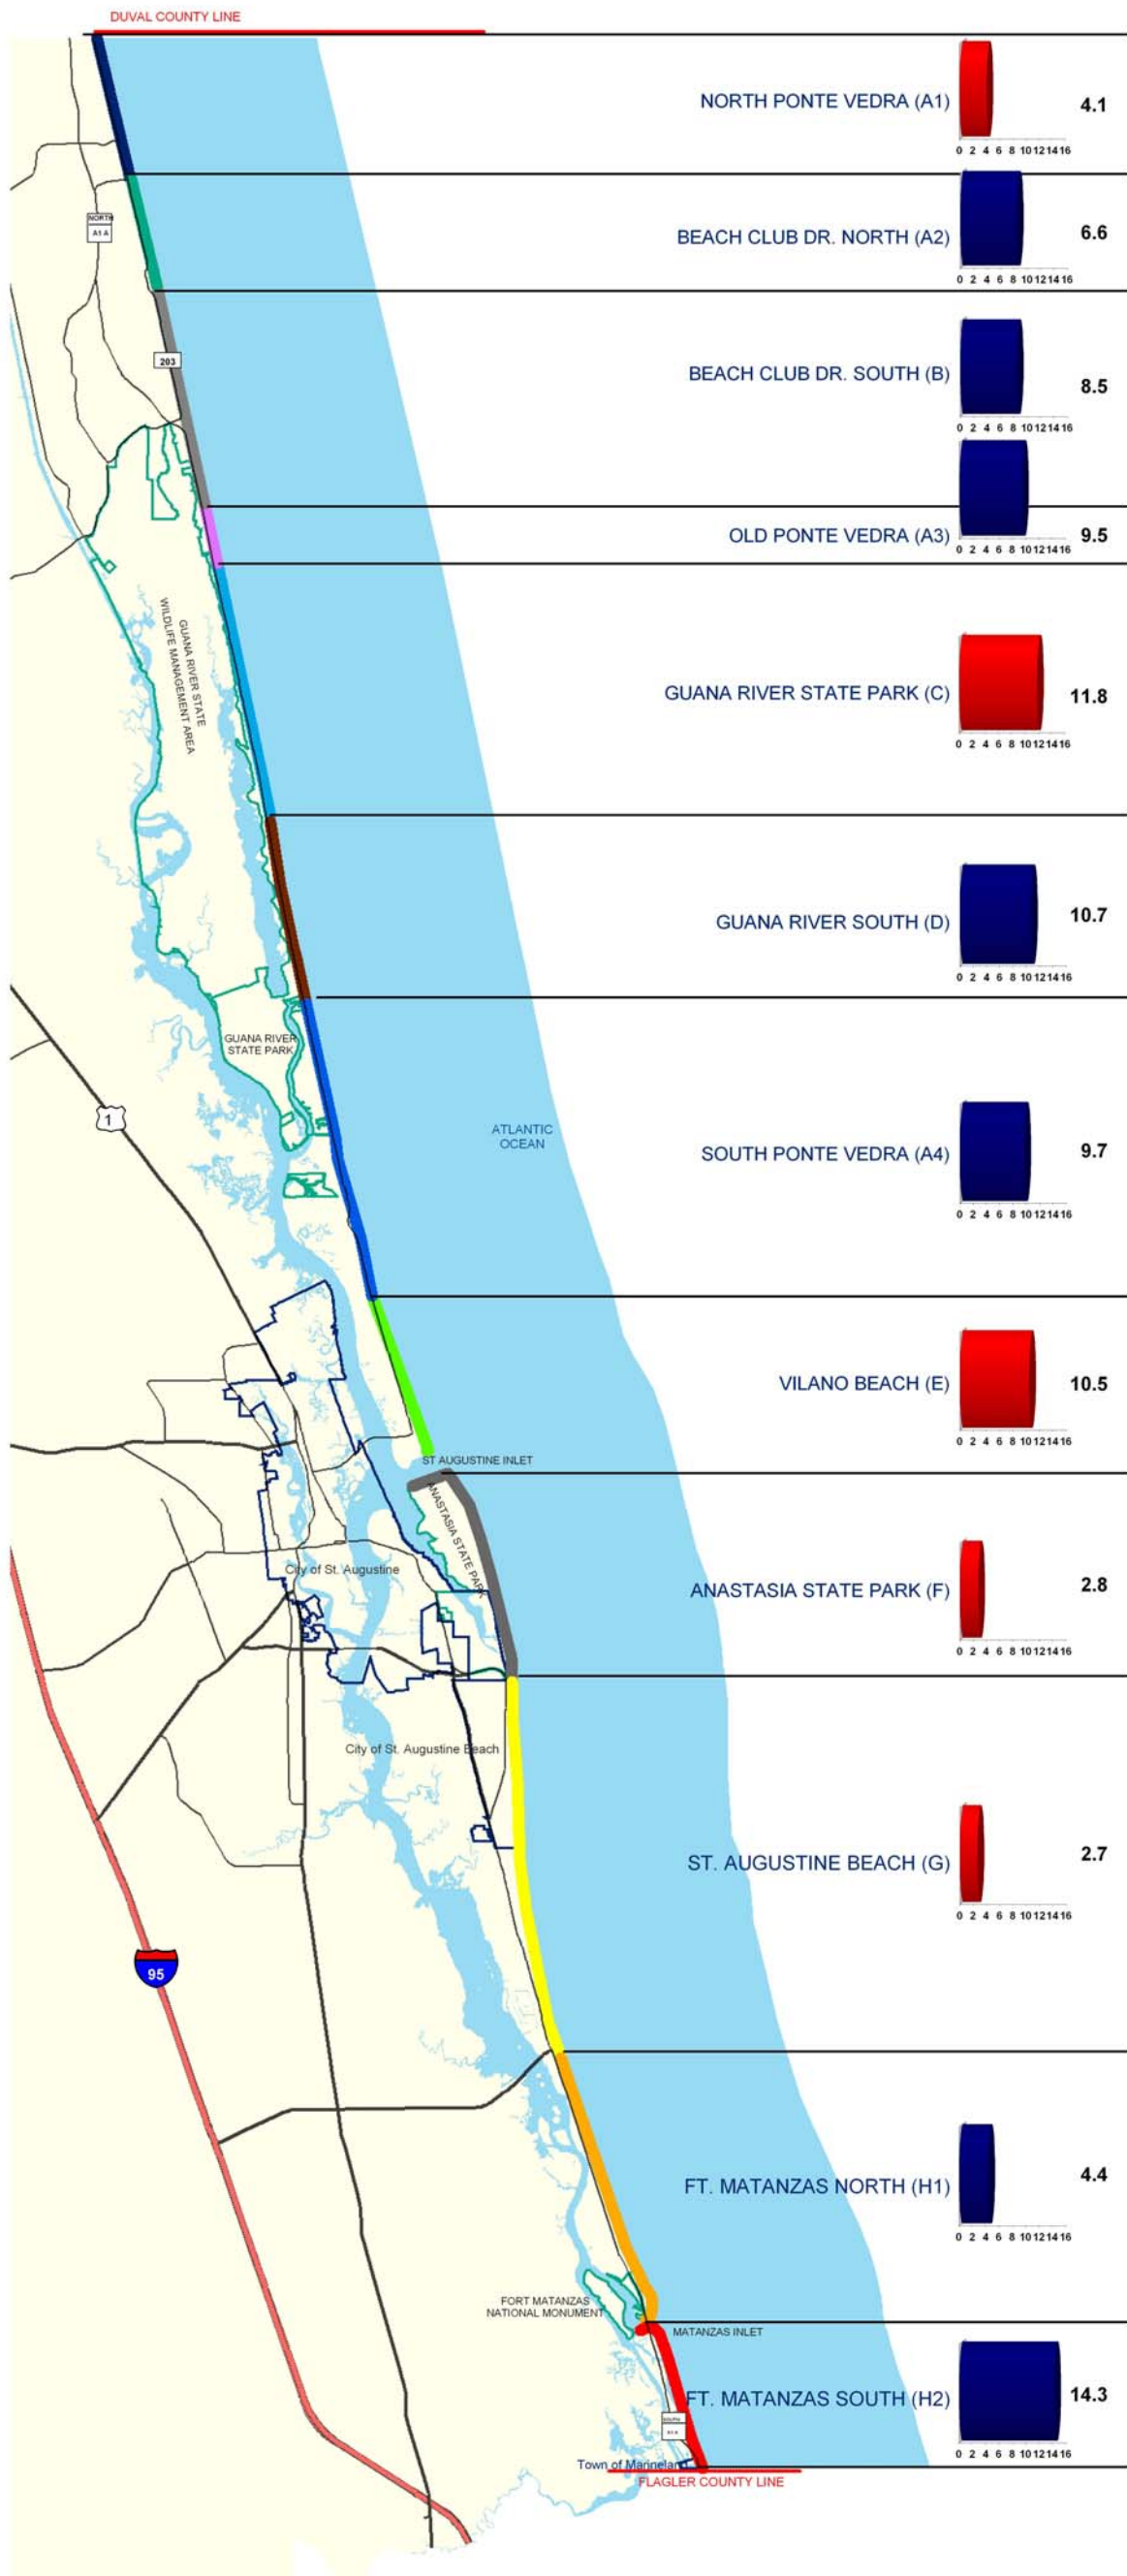 DUVAL COUNTY LINE
NORTH PONTE VEDRA (A1)
4.1
0 2 4 6 8 10 12 14 16
NORTH
A1A
BEACH CLUB DR. NORTH (A2)
6.6
0 2 4 6 8 10 12 14 16
203
BEACH CLUB DR. SOUTH (B)
8.5
0 2 4 6 8 10 12 14 16
OLD PONTE VEDRA (A3)
9.5
0 2 4 6 8 10 12 14 16
GUANA RIVER STATE
WILDLIFE MANAGEMENT AREA
GUANA RIVER STATE PARK (C)
11.8
0 2 4 6 8 10 12 14 16
GUANA RIVER SOUTH (D)
10.7
0 2 4 6 8 10 12 14 16
GUANA RIVER
STATE PARK
1
ATLANTIC
OCEAN
SOUTH PONTE VEDRA (A4)
9.7
0 2 4 6 8 10 12 14 16
VILANO BEACH (E)
10.5
0 2 4 6 8 10 12 14 16
ST AUGUSTINE INLET
ANASTASIA STATE PARK
City of St. Augustine
ANASTASIA STATE PARK (F)
2.8
0 2 4 6 8 10 12 14 16
City of St. Augustine Beach
ST. AUGUSTINE BEACH (G)
2.7
0 2 4 6 8 10 12 14 16
95
FT. MATANZAS NORTH (H1)
4.4
0 2 4 6 8 10 12 14 16
FORT MATANZAS
NATIONAL MONUMENT
MATANZAS INLET
FT. MATANZAS SOUTH (H2)
14.3
0 2 4 6 8 10 12 14 16
SOUTH
A1A
Town of Marineland
FLAGLER COUNTY LINE